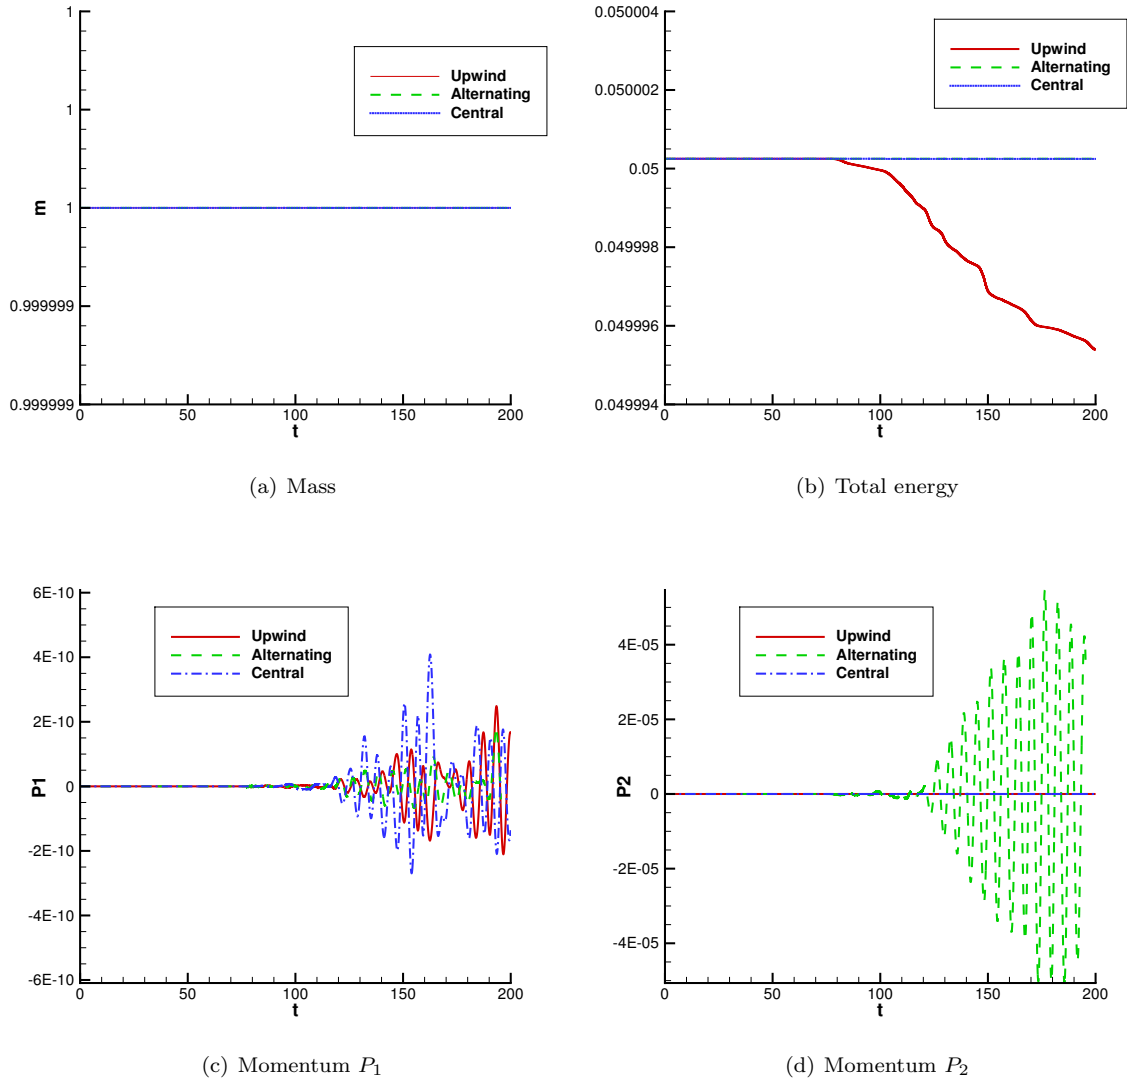 1
1
1
0.999999
0.999999
m
0
50
100
150
200
t
Upwind
Alternating
Central
(a) Mass
0.050004
0.050002
0.05
0.049998
0.049996
0.049994
0
50
100
150
200
t
Upwind
Alternating
Central
(b) Total energy
6E-10
4E-10
2E-10
0
-2E-10
-4E-10
-6E-10
P1
0
50
100
150
200
t
Upwind
Alternating
Central
(c) Momentum P₁
4E-05
2E-05
0
-2E-05
-4E-05
P2
0
50
100
150
200
t
Upwind
Alternating
Central
(d) Momentum P₂